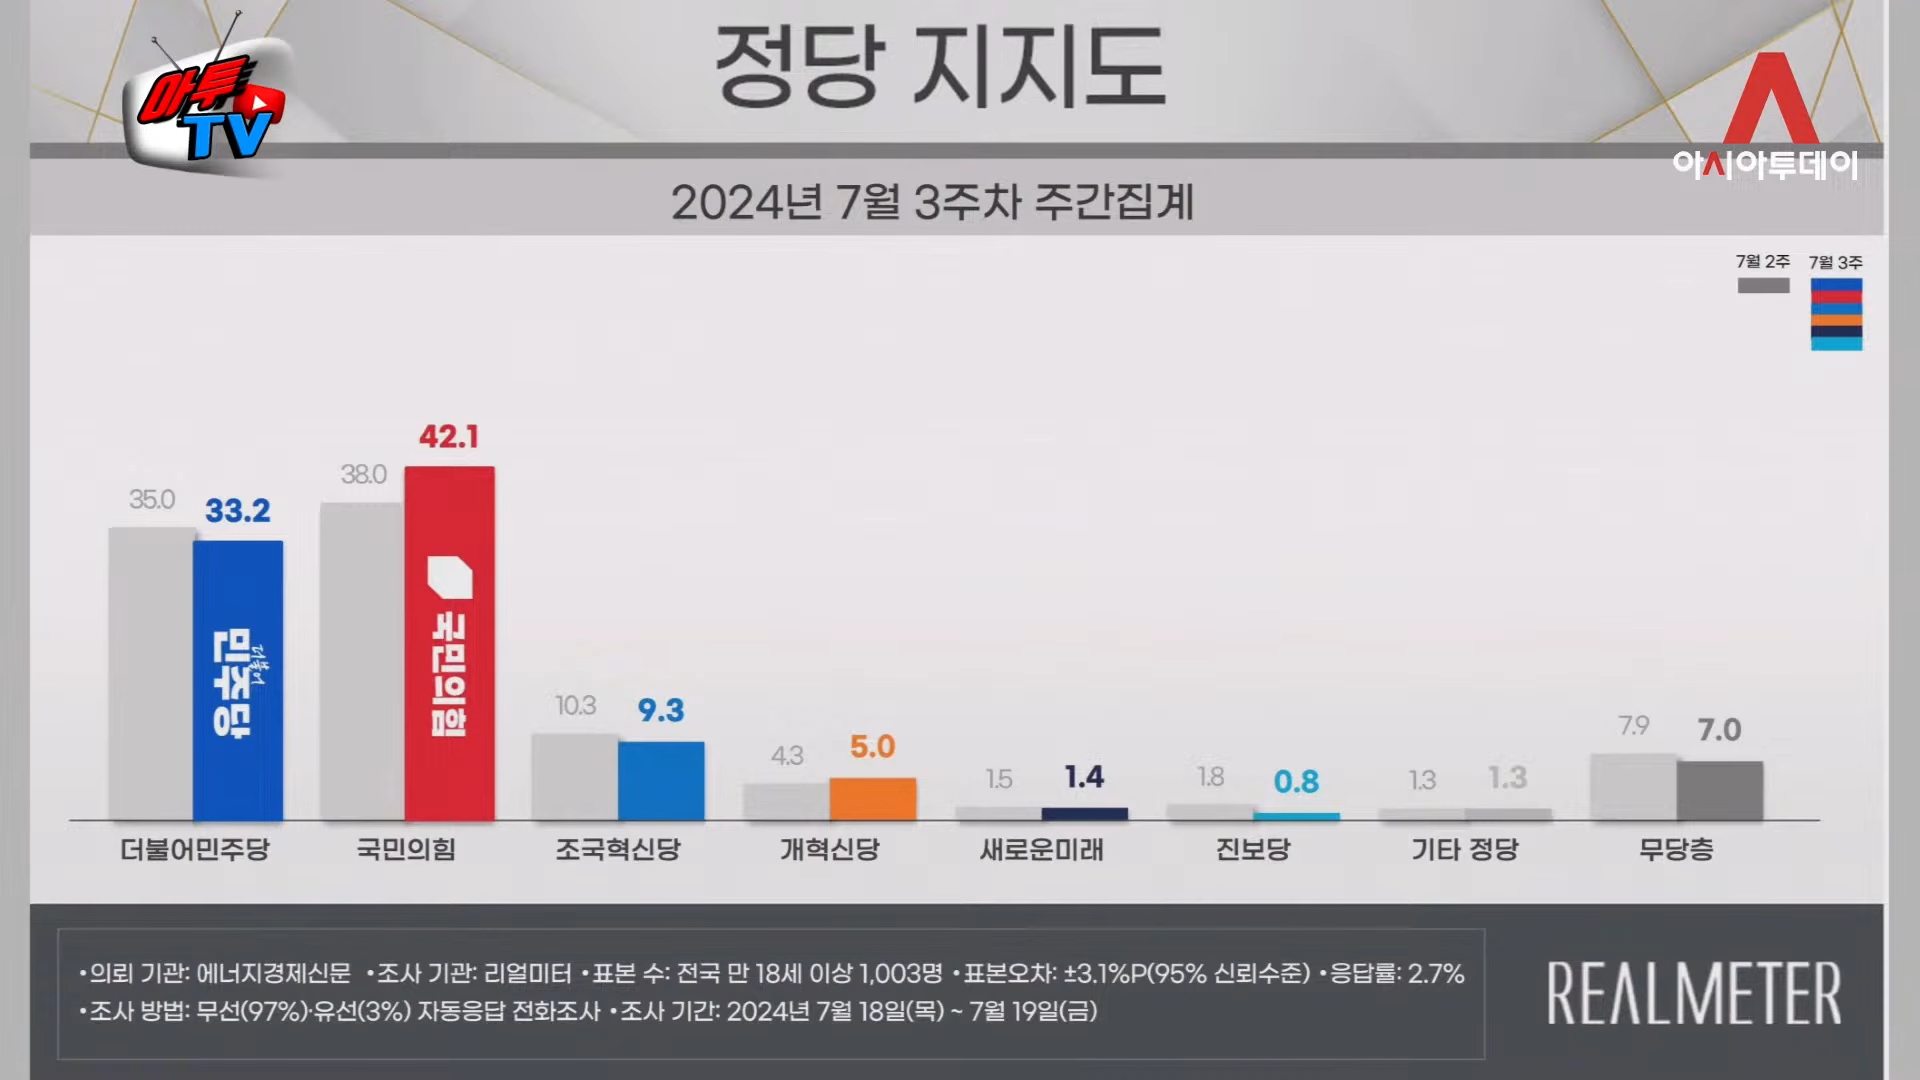 아투
TV
정당 지지도
아시아투데이
2024년 7월 3주차 주간집계
7월 2주 7월 3주
35.0 33.2 38.0 42.1 10.3 9.3 4.3 5.0 1.5 1.4 1.8 0.8 1.3 1.3 7.9 7.0
더불어
민주당
국민의힘
더불어민주당 국민의힘 조국혁신당 개혁신당 새로운미래 진보당 기타 정당 무당층
•의뢰 기관: 에너지경제신문 •조사 기관: 리얼미터 •표본 수: 전국 만 18세 이상 1,003명 •표본오차: ±3.1%P(95% 신뢰수준) •응답률: 2.7%
•조사 방법: 무선(97%)·유선(3%) 자동응답 전화조사 •조사 기간: 2024년 7월 18일(목) ~ 7월 19일(금)
REALMETER